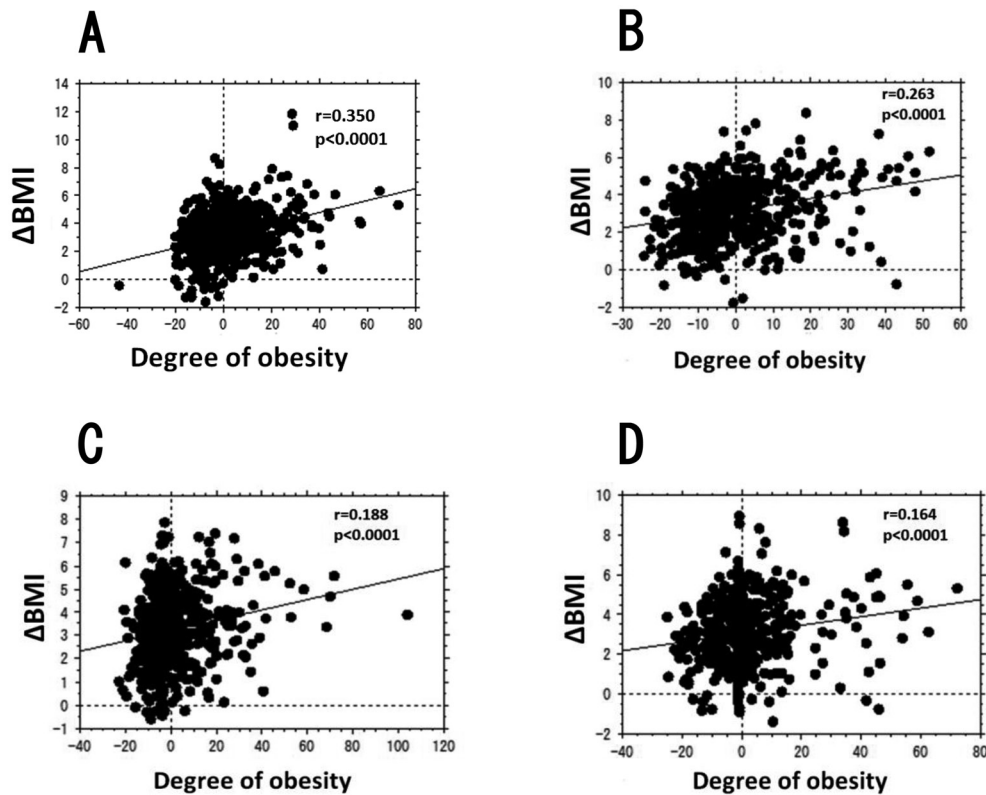 A
14
12
10
8
6
4
2
0
-2
ΔBMI
r=0.350
p<0.0001
-60 -40 -20 0 20 40 60 80
Degree of obesity
B
10
8
6
4
2
0
-2
ΔBMI
r=0.263
p<0.0001
-30 -20 -10 0 10 20 30 40 50 60
Degree of obesity
C
9
8
7
6
5
4
3
2
1
0
-1
ΔBMI
r=0.188
p<0.0001
-40 -20 0 20 40 60 80 100 120
Degree of obesity
D
10
8
6
4
2
0
-2
ΔBMI
r=0.164
p<0.0001
-40 -20 0 20 40 60 80
Degree of obesity